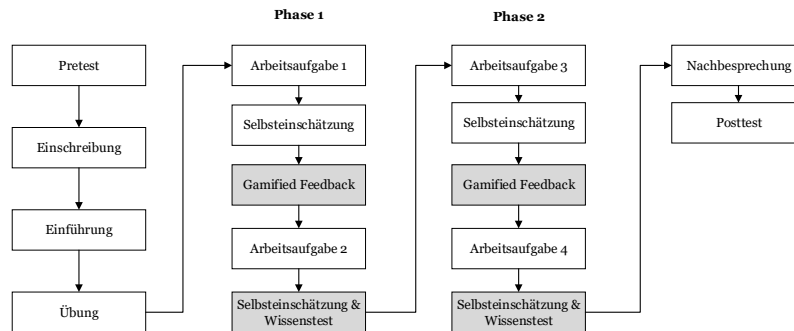 Pretest
Einschreibung
Einführung
Übung
Phase 1
Arbeitsaufgabe 1
Selbsteinschätzung
Gamified Feedback
Arbeitsaufgabe 2
Selbsteinschätzung &
Wissenstest
Phase 2
Arbeitsaufgabe 3
Selbsteinschätzung
Gamified Feedback
Arbeitsaufgabe 4
Selbsteinschätzung &
Wissenstest
Nachbesprechung
Posttest